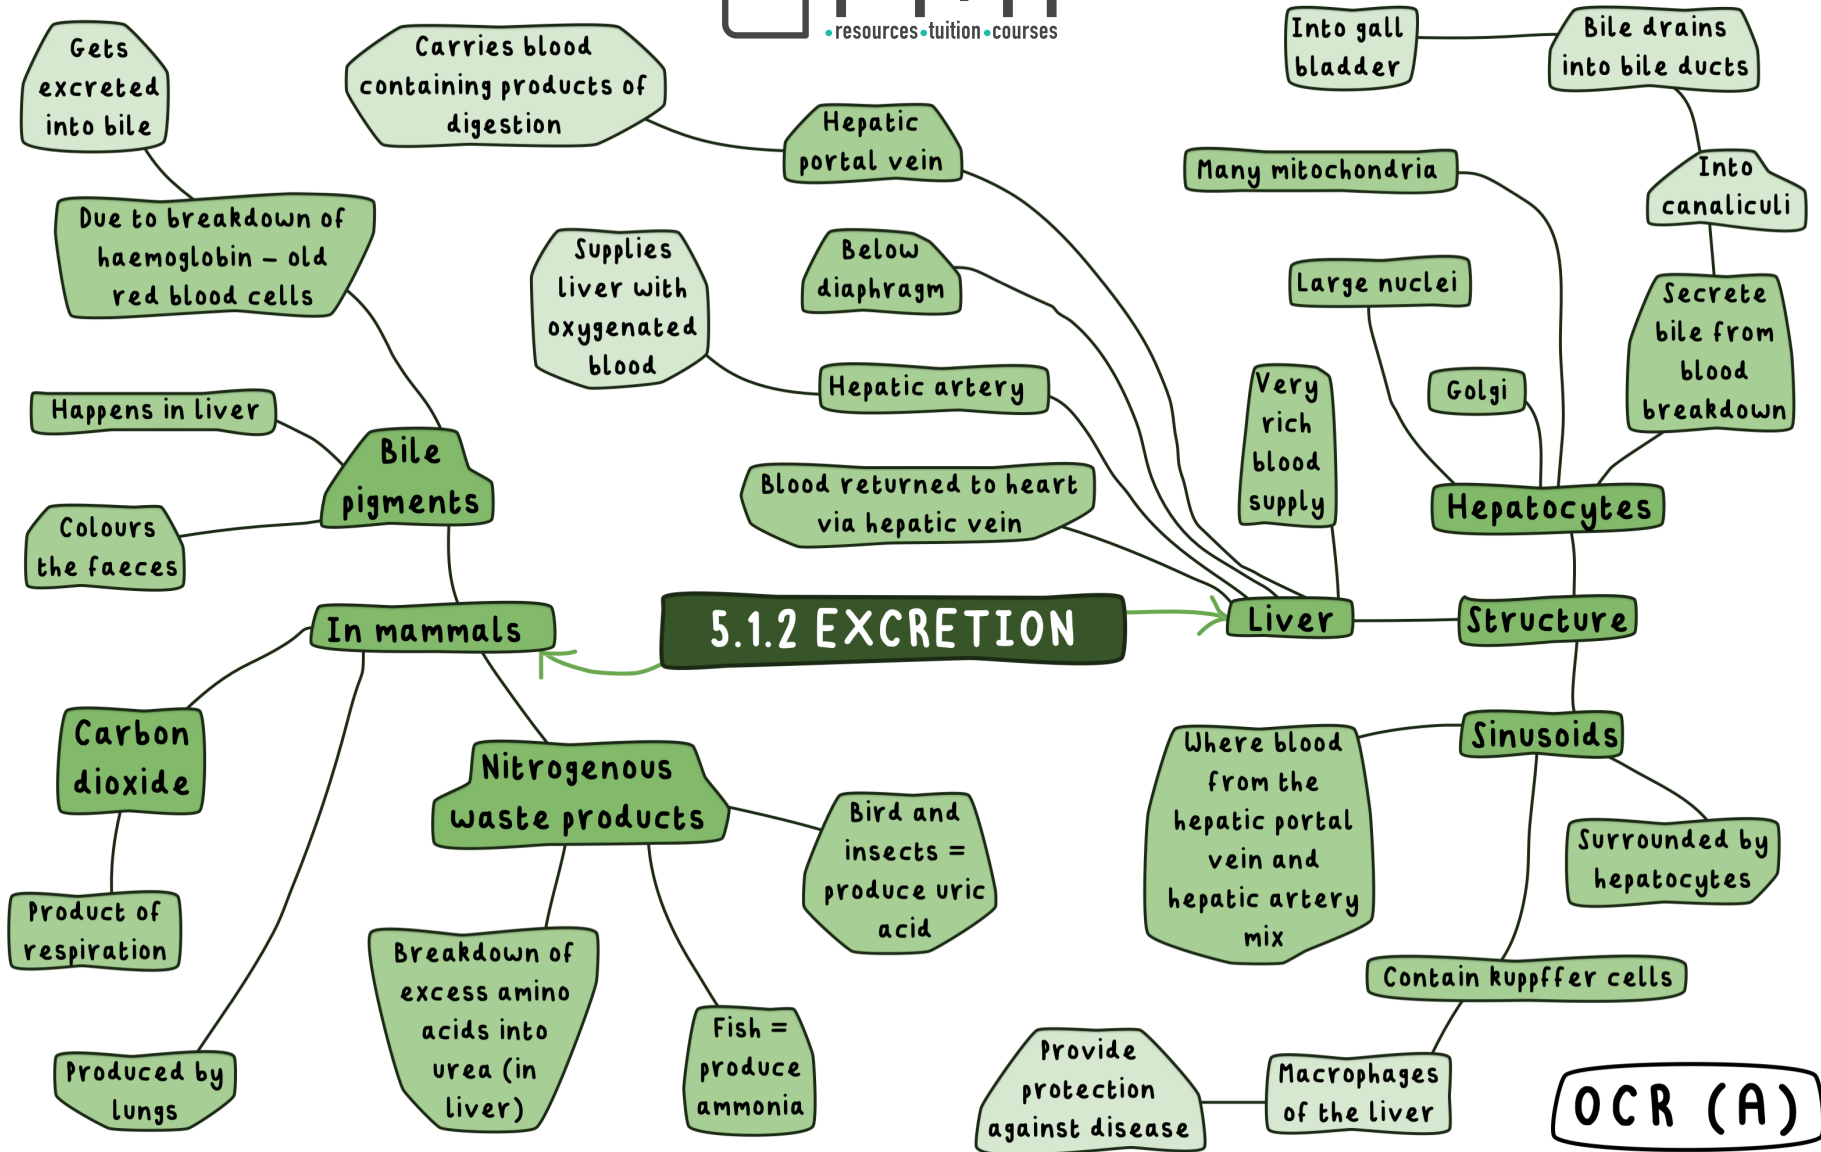 •resources•tuition•courses
Gets
excreted
into bile
Carries blood
containing products of
digestion
Hepatic
portal vein
Into gall
bladder
Bile drains
into bile ducts
Many mitochondria
Into
canaliculi
Due to breakdown of
haemoglobin – old
red blood cells
Supplies
liver with
oxygenated
blood
Below
diaphragm
Large nuclei
Secrete
bile from
blood
breakdown
Happens in liver
Hepatic artery
Very
rich
blood
supply
Golgi
Bile
pigments
Blood returned to heart
via hepatic vein
Hepatocytes
Colours
the faeces
In mammals
5.1.2 EXCRETION
Liver
Structure
Carbon
dioxide
Nitrogenous
waste products
Sinusoids
Where blood
from the
hepatic portal
vein and
hepatic artery
mix
Bird and
insects =
produce uric
acid
Surrounded by
hepatocytes
Product of
respiration
Breakdown of
excess amino
acids into
urea (in
liver)
Contain kuppffer cells
Fish =
produce
ammonia
Produced by
lungs
Provide
protection
against disease
Macrophages
of the liver
OCR (A)